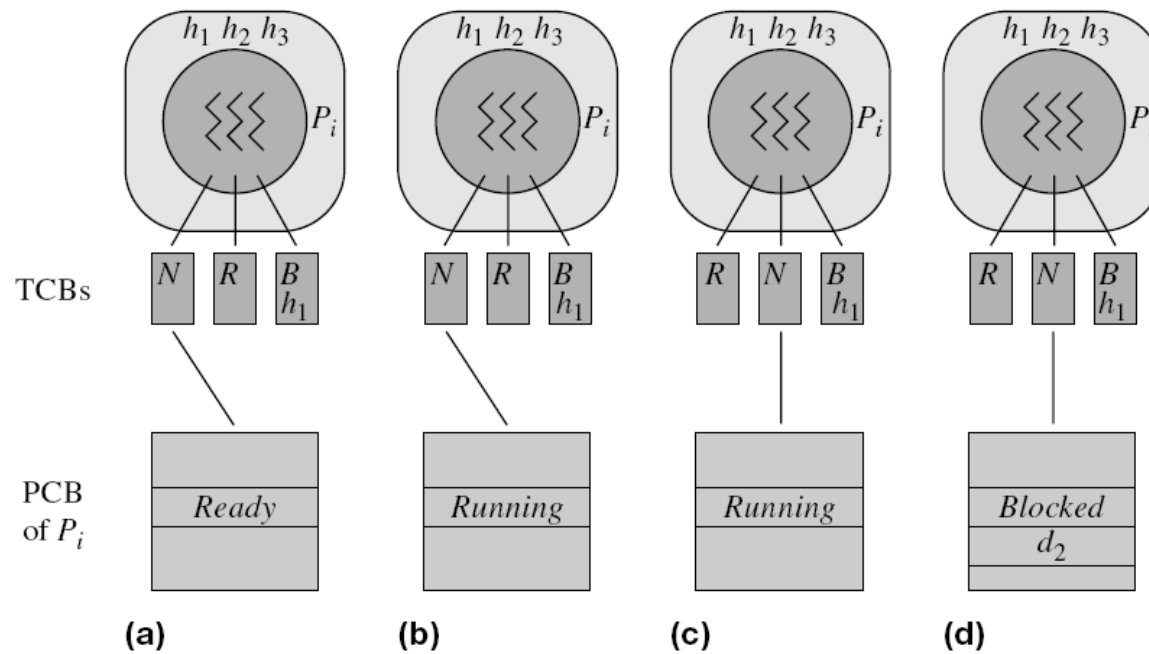 h1 h2 h3 h1 h2 h3 h1 h2 h3 h1 h2 h3
Pi Pi Pi P
TCBs N R B N R B R N B R N B
h1 h1 h1 h1
PCB
of Pi
Ready Running Running Blocked
d2
(a) (b) (c) (d)